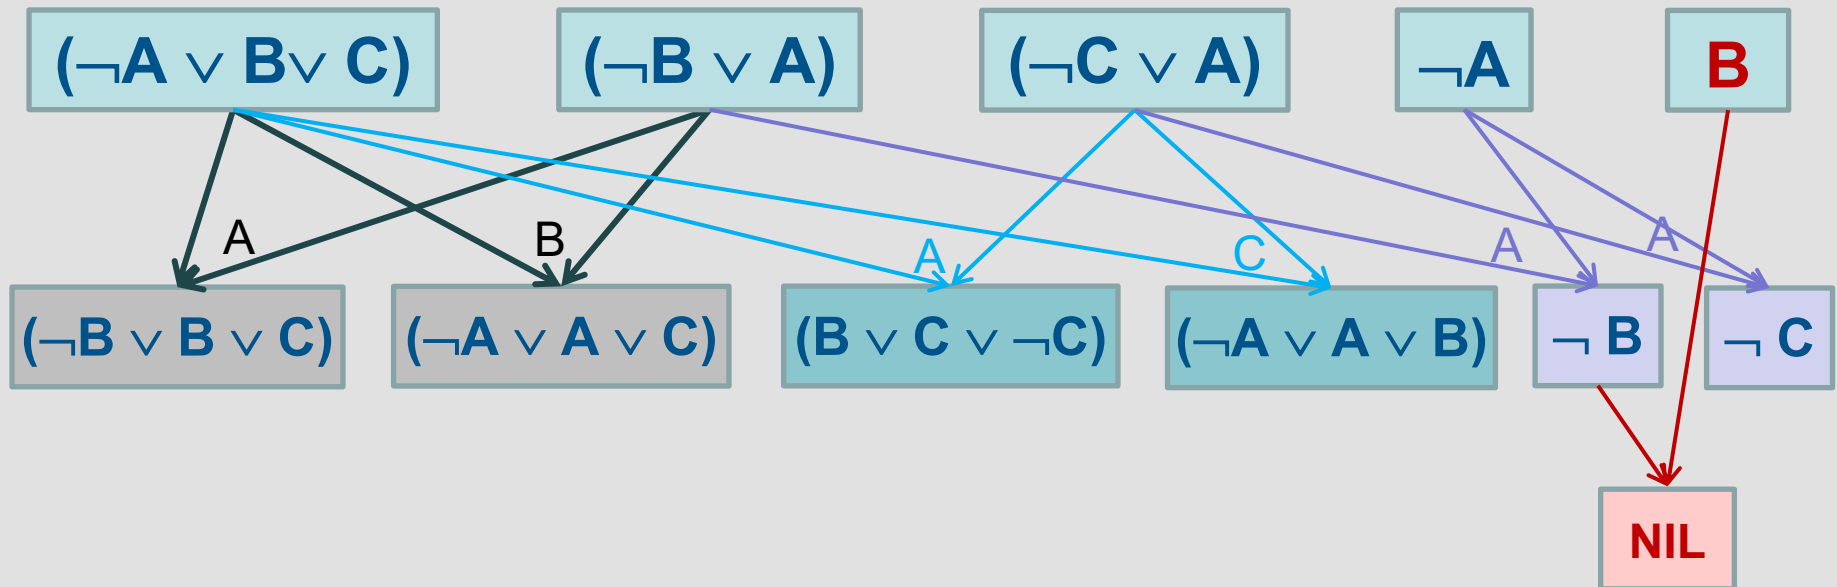 (¬A ∨ B∨ C)
(¬B ∨ A)
(¬C ∨ A)
¬A
B
A
B
A
C
A
A
(¬B ∨ B ∨ C)
(¬A ∨ A ∨ C)
(B ∨ C ∨ ¬C)
(¬A ∨ A ∨ B)
¬ B
¬ C
NIL